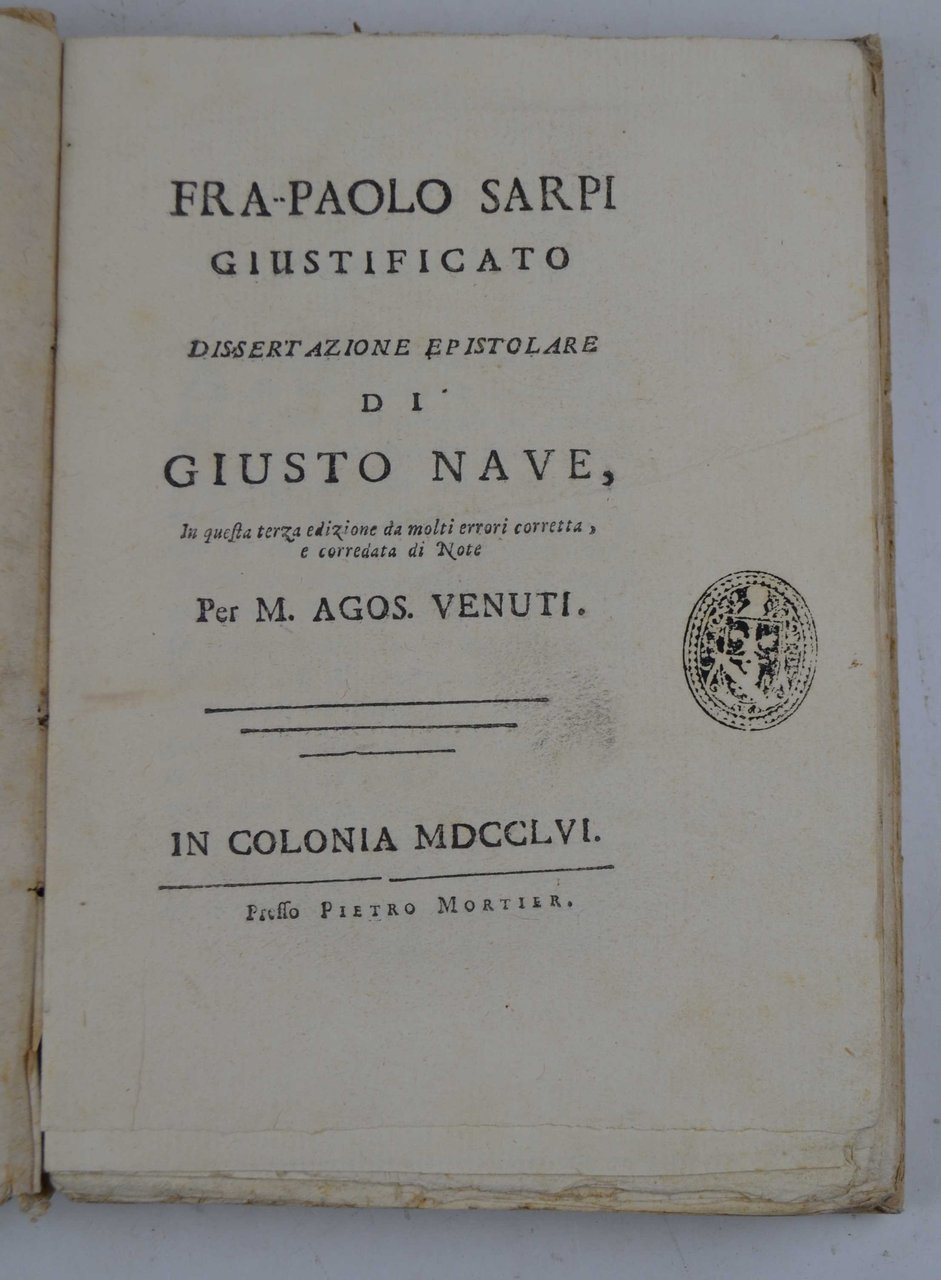 FRA-PAOLO SARPI
GIUSTIFICATO
DISSERTAZIONE EPISTOLARE
DI
GIUSTO NAVE,
In queſta terza edizione da molti errori corretta,
e corredata di Note
Per M. AGOS. VENUTI.
IN COLONIA MDCCLVI.
Preſſo PIETRO MORTIER.